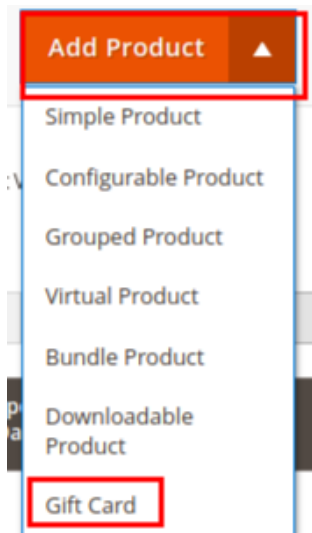 Add Product
Simple Product
Configurable Product
Grouped Product
Virtual Product
Bundle Product
Downloadable
Product
Gift Card